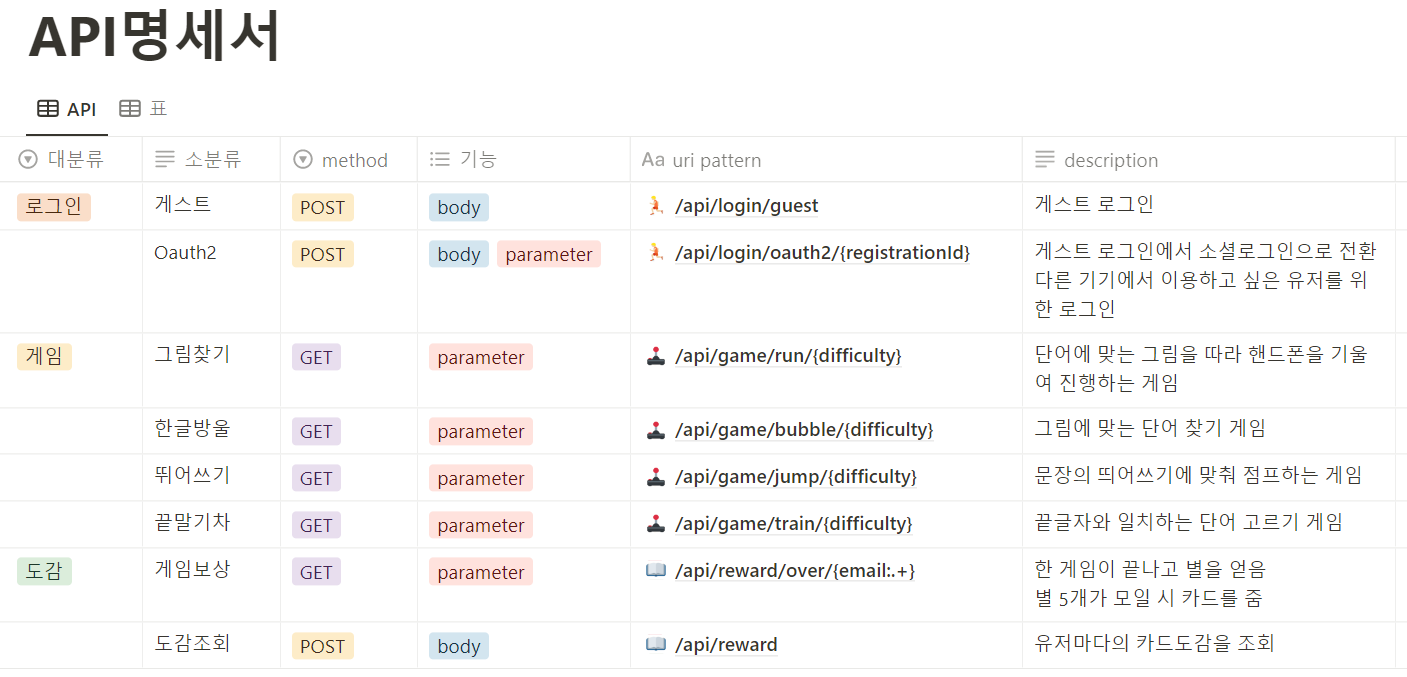 API명세서
API 표
대분류 소분류 method 기능 Aa uri pattern description
로그인 게스트 POST body /api/login/guest 게스트 로그인
Oauth2 POST body parameter /api/login/oauth2/{registrationId} 게스트 로그인에서 소셜로그인으로 전환
다른 기기에서 이용하고 싶은 유저를 위
한 로그인
게임 그림찾기 GET parameter /api/game/run/{difficulty} 단어에 맞는 그림을 따라 핸드폰을 기울
여 진행하는 게임
한글방울 GET parameter /api/game/bubble/{difficulty} 그림에 맞는 단어 찾기 게임
뛰어쓰기 GET parameter /api/game/jump/{difficulty} 문장의 띄어쓰기에 맞춰 점프하는 게임
끝말기차 GET parameter /api/game/train/{difficulty} 끝글자와 일치하는 단어 고르기 게임
도감 게임보상 GET parameter /api/reward/over/{email:.+} 한 게임이 끝나고 별을 얻음
별 5개가 모일 시 카드를 줌
도감조회 POST body /api/reward 유저마다의 카드도감을 조회